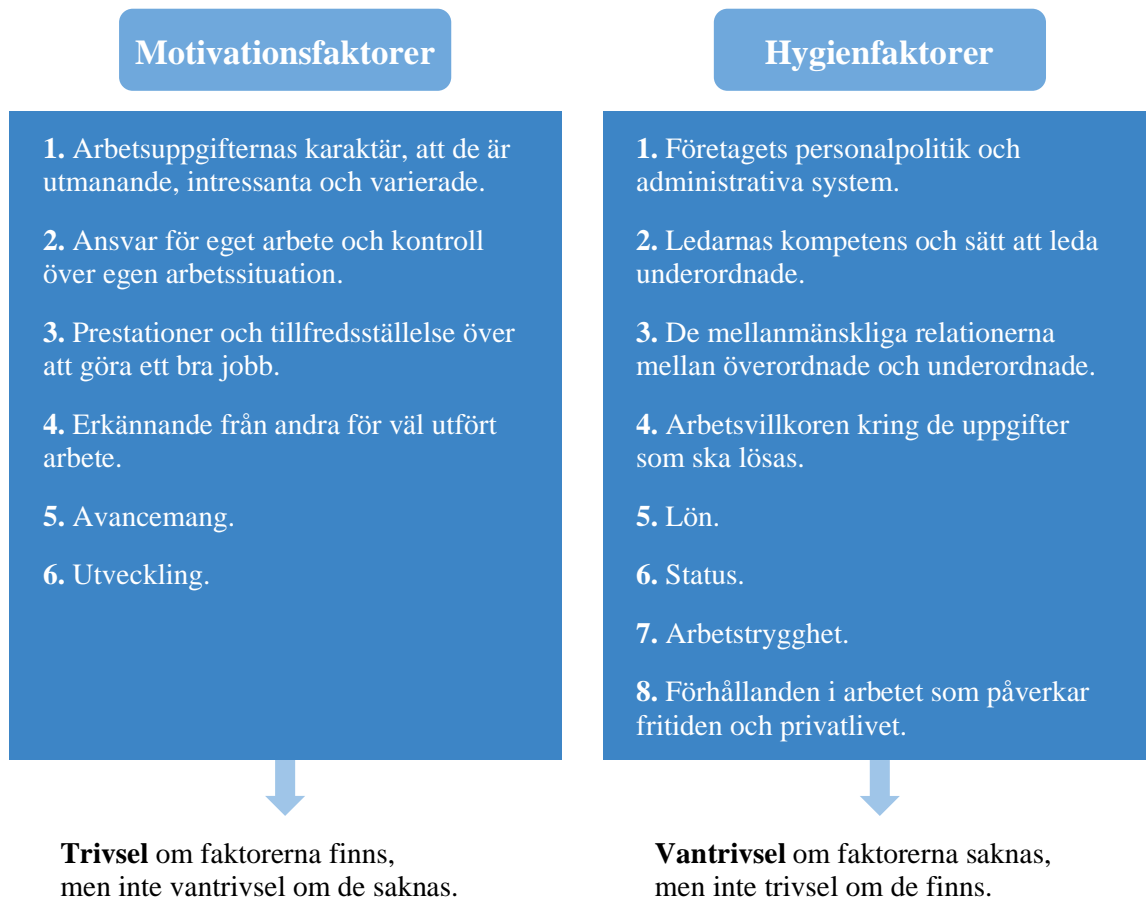 Motivationsfaktorer
1. Arbetsuppgifternas karaktär, att de är
utmanande, intressanta och varierade.
2. Ansvar för eget arbete och kontroll
över egen arbetssituation.
3. Prestationer och tillfredsställelse över
att göra ett bra jobb.
4. Erkännande från andra för väl utfört
arbete.
5. Avancemang.
6. Utveckling.
Trivsel om faktorerna finns,
men inte vantrivsel om de saknas.
Hygienfaktorer
1. Företagets personalpolitik och
administrativa system.
2. Ledarnas kompetens och sätt att leda
underordnade.
3. De mellanmänskliga relationerna
mellan överordnade och underordnade.
4. Arbetsvillkoren kring de uppgifter
som ska lösas.
5. Lön.
6. Status.
7. Arbetstrygghet.
8. Förhållanden i arbetet som påverkar
fritiden och privatlivet.
Vantrivsel om faktorerna saknas,
men inte trivsel om de finns.